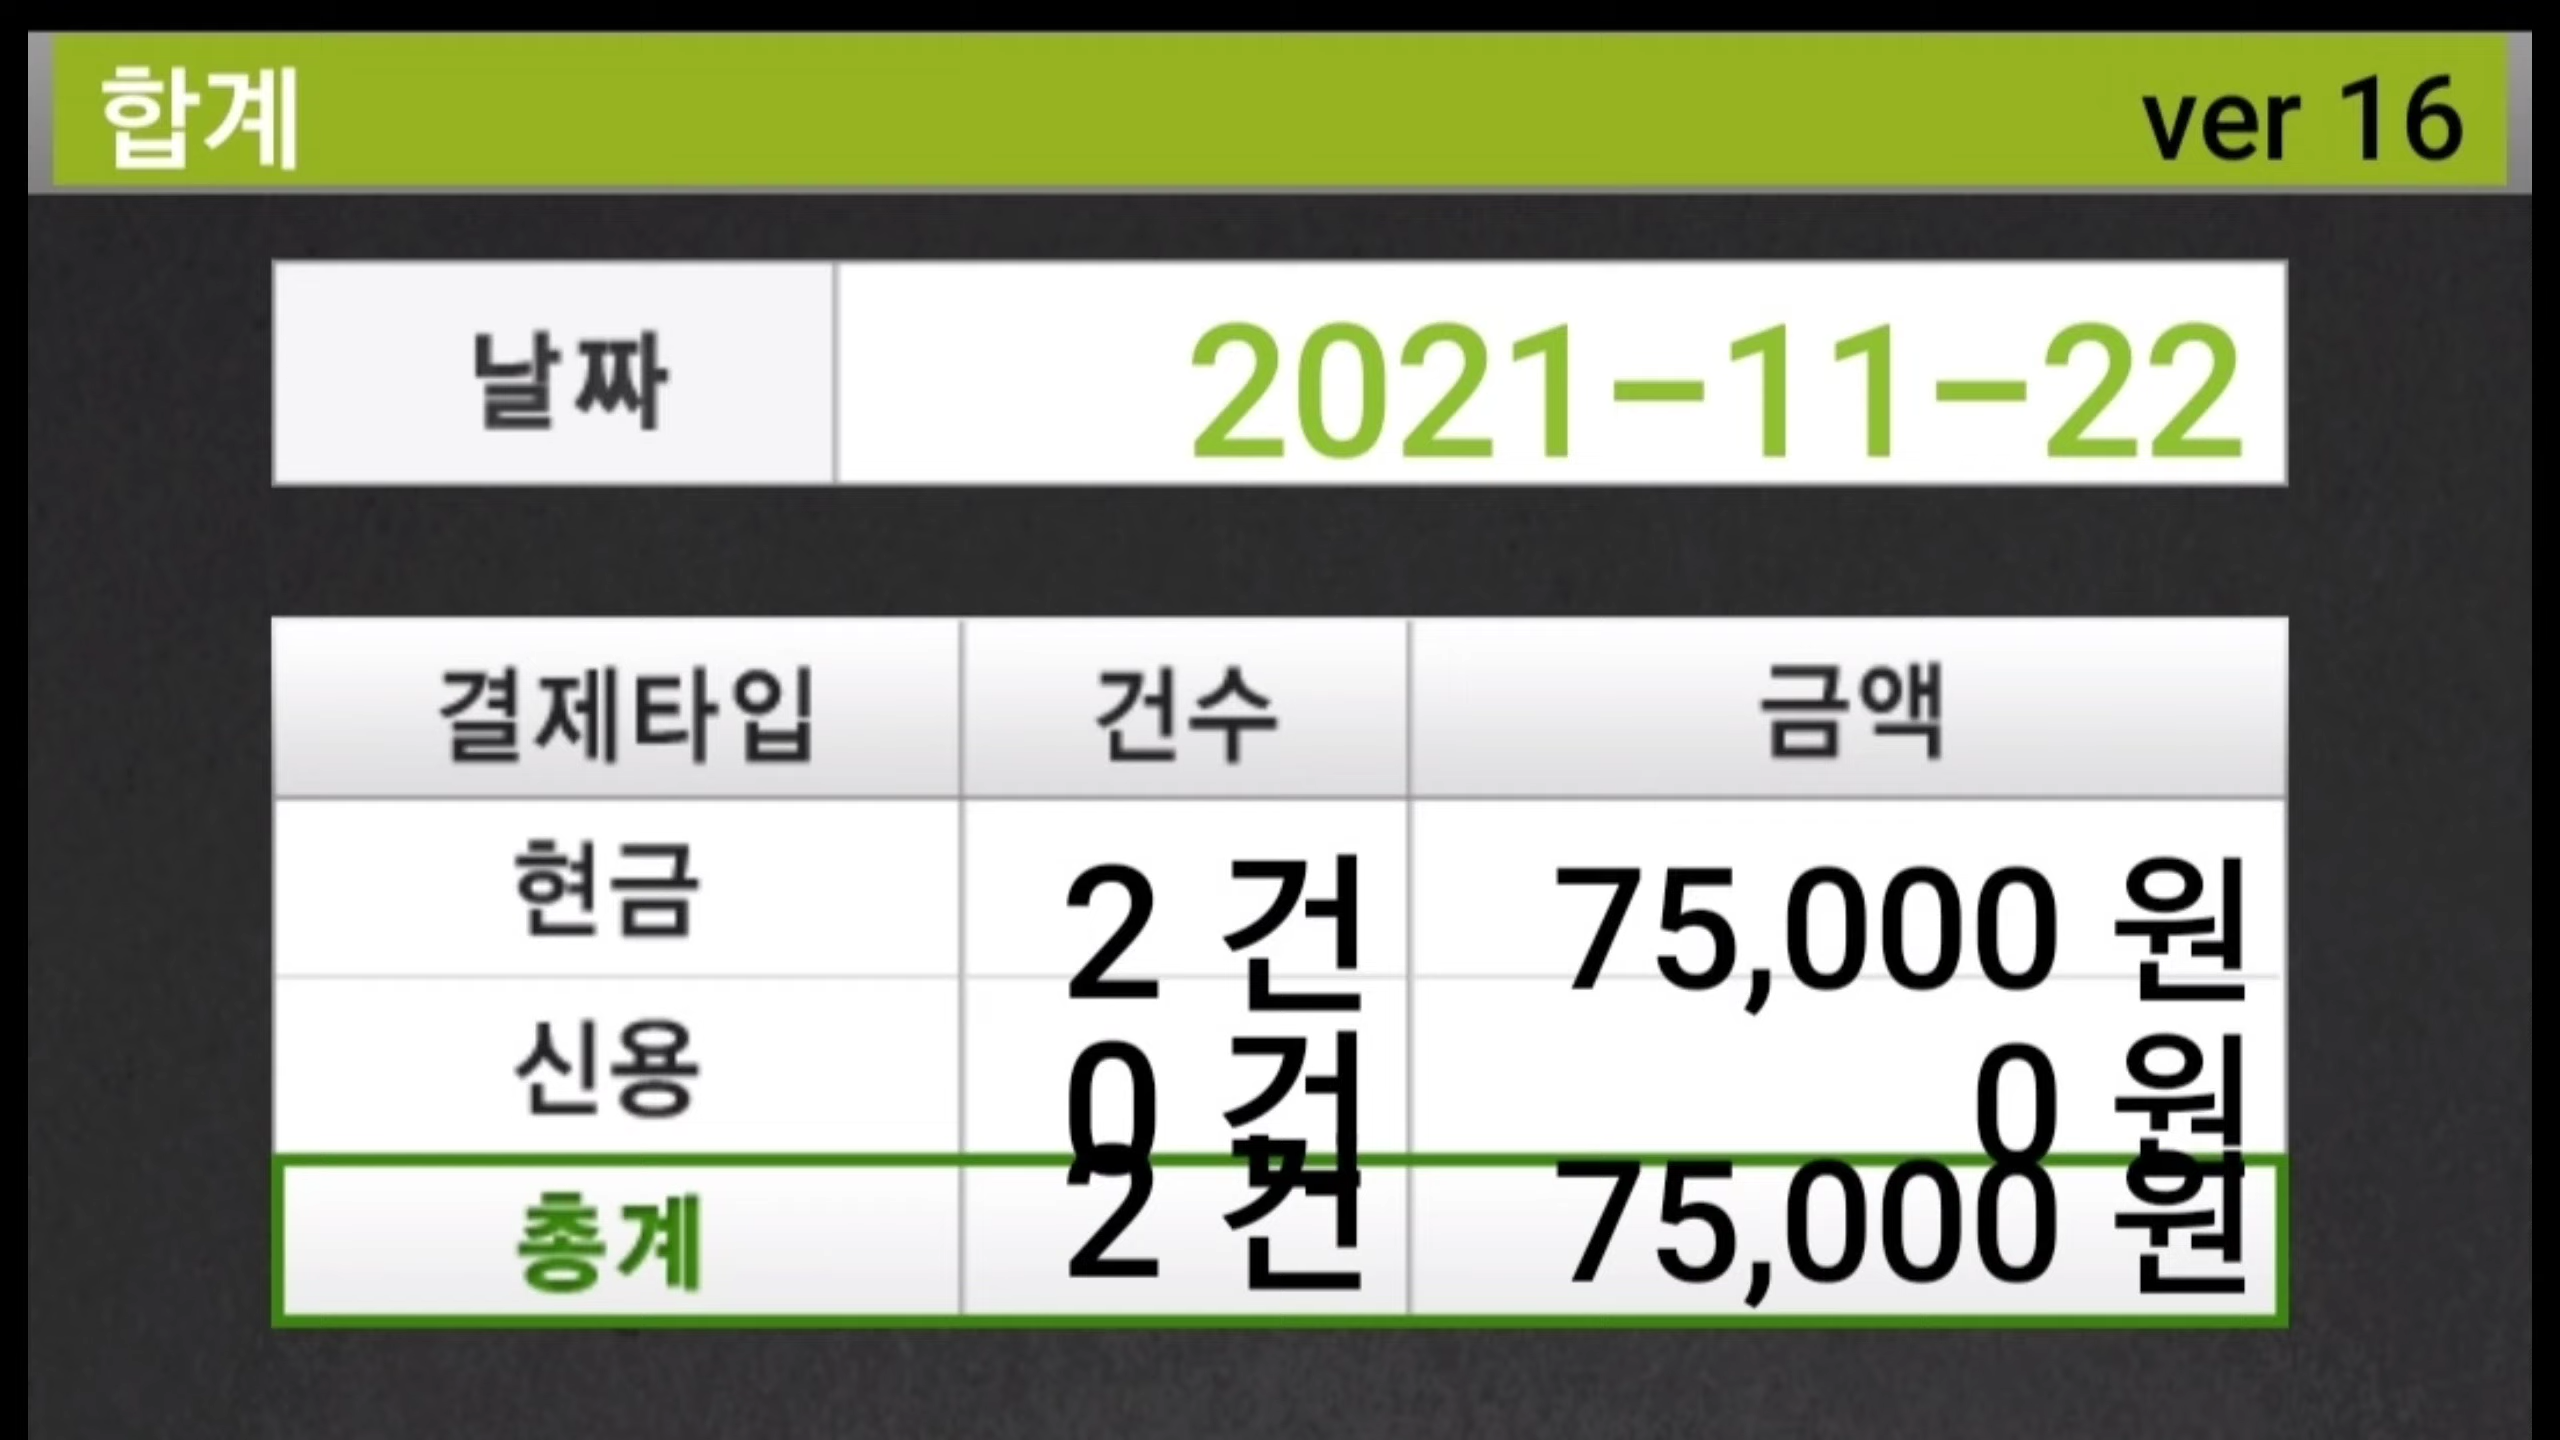 합계 ver 16
날짜 2021-11-22
결제타입 건수 금액
현금 2 건 75,000 원
신용 0 건 0 원
총계 2 건 75,000 원